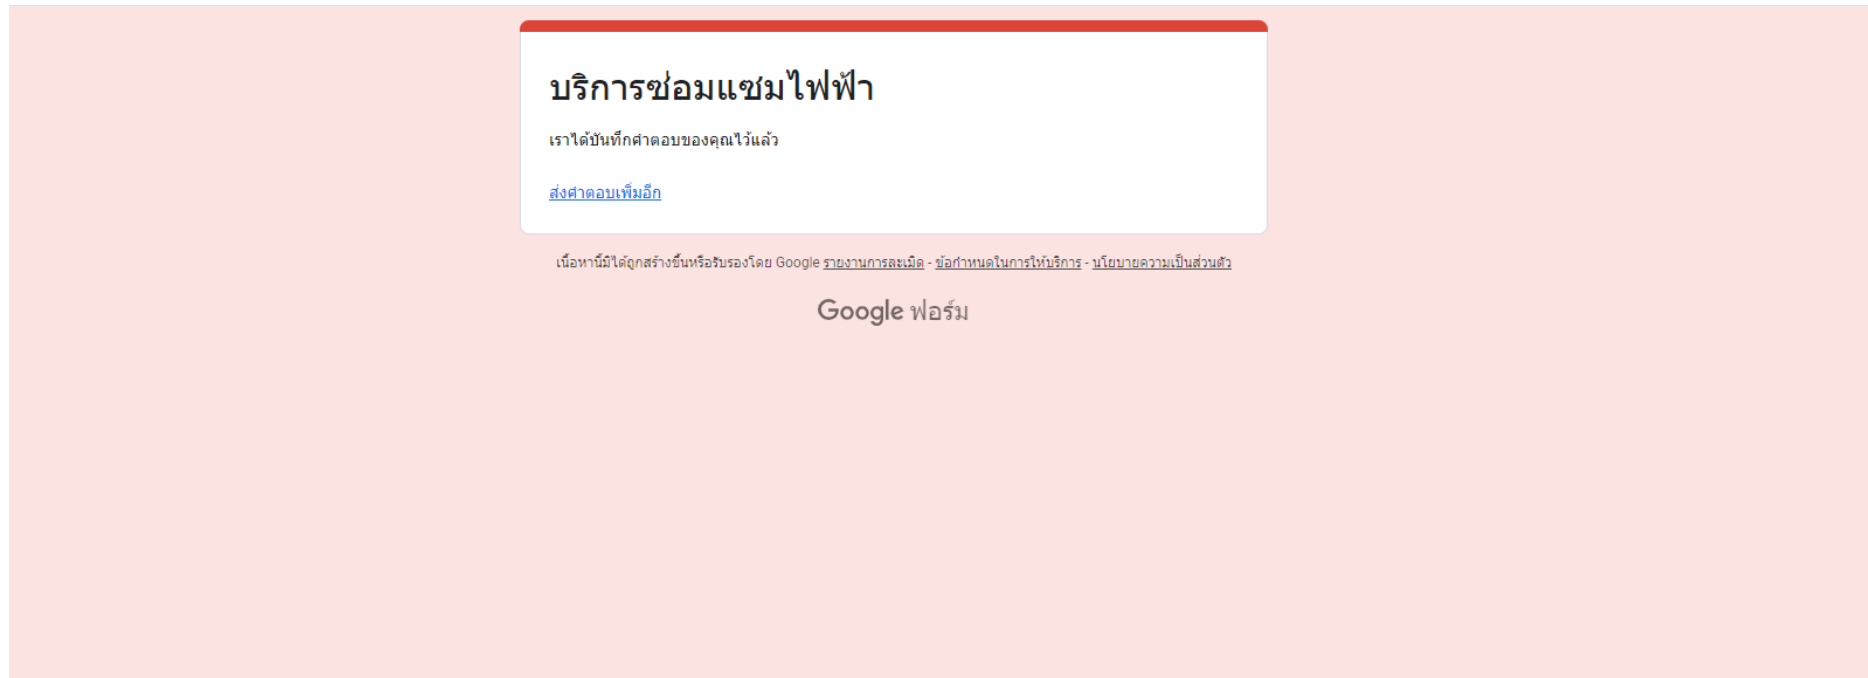 บริการซ่อมแซมไฟฟ้า
เราได้บันทึกคำตอบของคุณไว้แล้ว
ส่งคำตอบเพิ่มอีก
เนื้อหานี้มิได้ถูกสร้างขึ้นหรือรับรองโดย Google รายงานการละเมิด - ข้อกำหนดในการให้บริการ - นโยบายความเป็นส่วนตัว
Google ฟอร์ม